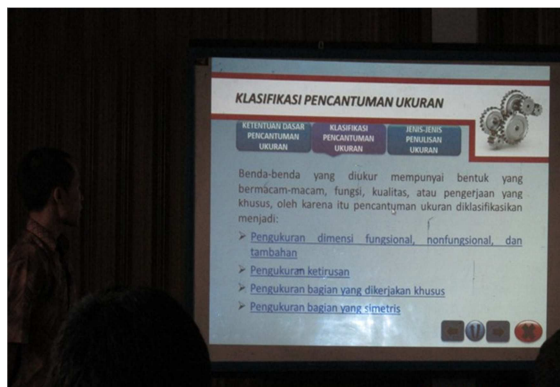 KLASIFIKASI PENCANTUMAN UKURAN
KETENTUAN DASAR
PENCANTUMAN
UKURAN
KLASIFIKASI
PENCANTUMAN
UKURAN
JENIS-JENIS
PENULISAN
UKURAN
Benda-benda yang diukur mempunyai bentuk yang
bermacam-macam, fungsi, kualitas, atau pengerjaan yang
khusus, oleh karena itu pencantuman ukuran diklasifikasikan
menjadi:
➢ Pengukuran dimensi fungsional, nonfungsional, dan
tambahan
➢ Pengukuran ketirusan
➢ Pengukuran bagian yang dikerjakan khusus
➢ Pengukuran bagian yang simetris